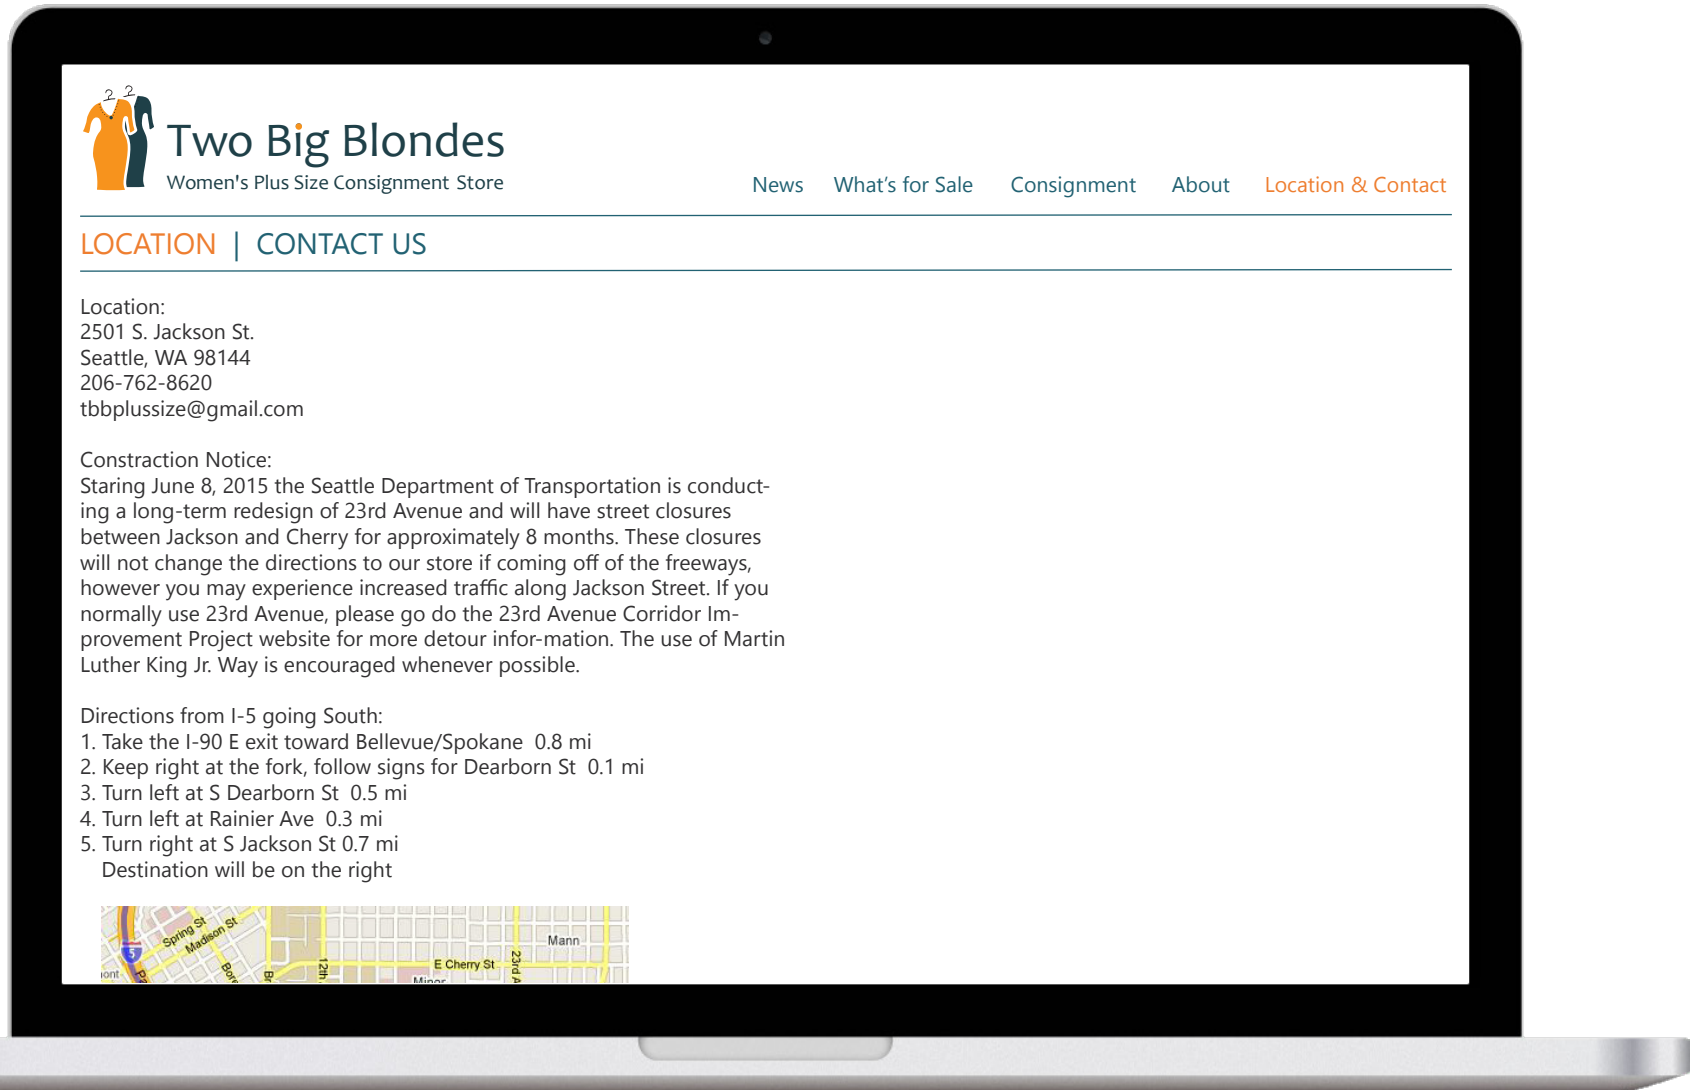 Two Big Blondes
Women's Plus Size Consignment Store
News What's for Sale Consignment About Location & Contact
LOCATION | CONTACT US
Location:
2501 S. Jackson St.
Seattle, WA 98144
206-762-8620
tbbplussize@gmail.com
Constraction Notice:
Staring June 8, 2015 the Seattle Department of Transportation is conduct-
ing a long-term redesign of 23rd Avenue and will have street closures
between Jackson and Cherry for approximately 8 months. These closures
will not change the directions to our store if coming off of the freeways,
however you may experience increased traffic along Jackson Street. If you
normally use 23rd Avenue, please go do the 23rd Avenue Corridor Im-
provement Project website for more detour infor-mation. The use of Martin
Luther King Jr. Way is encouraged whenever possible.
Directions from I-5 going South:
1. Take the I-90 E exit toward Bellevue/Spokane 0.8 mi
2. Keep right at the fork, follow signs for Dearborn St 0.1 mi
3. Turn left at S Dearborn St 0.5 mi
4. Turn left at Rainier Ave 0.3 mi
5. Turn right at S Jackson St 0.7 mi
Destination will be on the right
Spring St
Madison St
Mann
5
E Cherry St
12th
23rd A
Minor